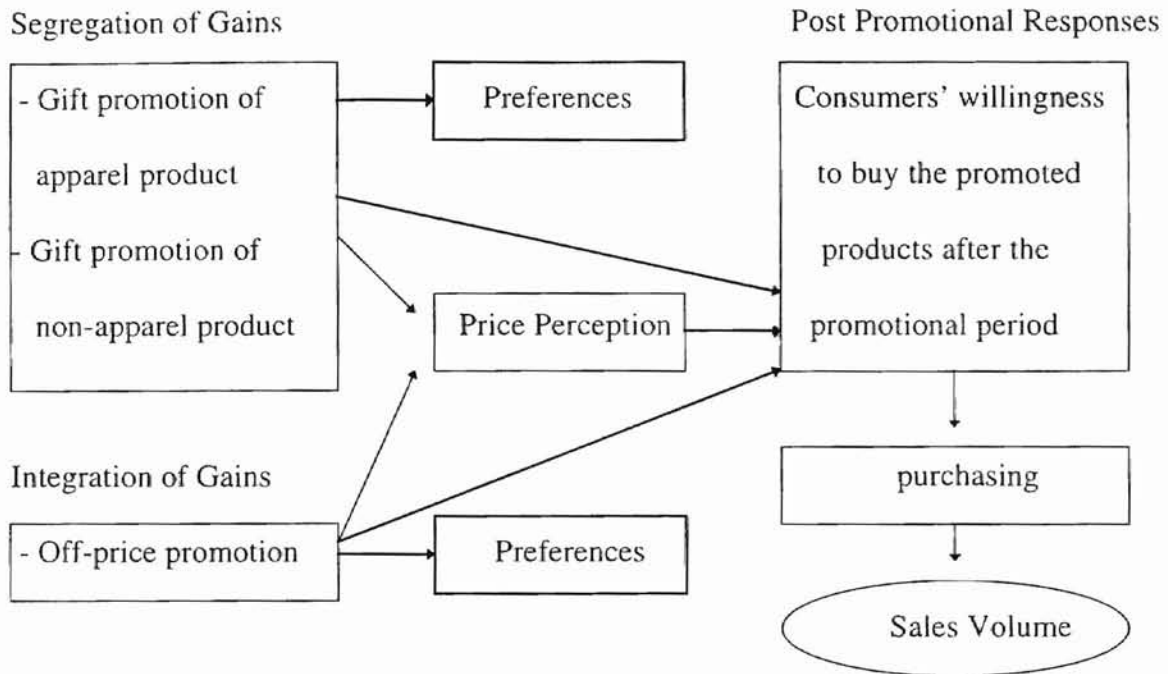 Segregation of Gains
- Gift promotion of
apparel product
- Gift promotion of
non-apparel product
Preferences
Price Perception
Post Promotional Responses
Consumers' willingness
to buy the promoted
products after the
promotional period
Integration of Gains
- Off-price promotion
Preferences
purchasing
Sales Volume